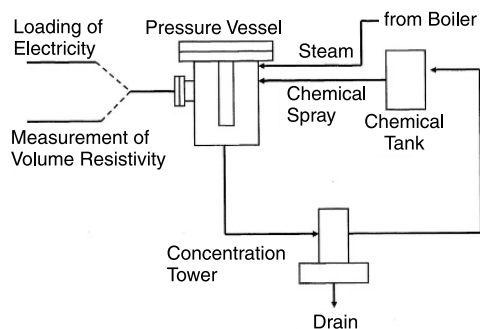 Loading of
Electricity
Pressure Vessel
from Boiler
Steam
Chemical
Spray
Chemical
Tank
Measurement of
Volume Resistivity
Concentration
Tower
Drain